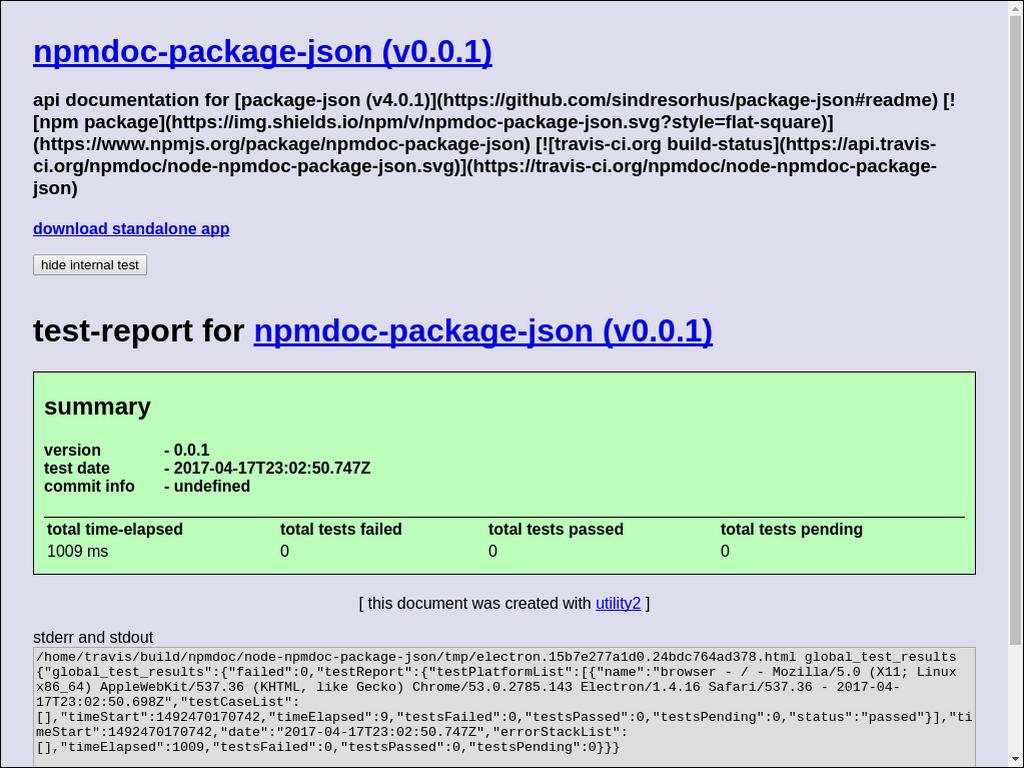 npmdoc-package-json (v0.0.1)
api documentation for [package-json (v4.0.1)](https://github.com/sindresorhus/package-json#readme) [!
[npm package](https://img.shields.io/npm/v/npmdoc-package-json.svg?style=flat-square)]
(https://www.npmjs.org/package/npmdoc-package-json) [![travis-ci.org build-status](https://api.travis-
ci.org/npmdoc/node-npmdoc-package-json.svg)](https://travis-ci.org/npmdoc/node-npmdoc-package-
json)
download standalone app
hide internal test
test-report for npmdoc-package-json (v0.0.1)
summary
version - 0.0.1
test date - 2017-04-17T23:02:50.747Z
commit info - undefined
total time-elapsed total tests failed total tests passed total tests pending
1009 ms 0 0 0
[ this document was created with utility2 ]
stderr and stdout
/home/travis/build/npmdoc/node-npmdoc-package-json/tmp/electron.15b7e277a1d0.24bdc764ad378.html global_test_results
{"global_test_results":{"failed":0,"testReport":{"testPlatformList":[{"name":"browser - / - Mozilla/5.0 (X11; Linux
x86_64) AppleWebKit/537.36 (KHTML, like Gecko) Chrome/53.0.2785.143 Electron/1.4.16 Safari/537.36 - 2017-04-
17T23:02:50.698Z","testCaseList":
[],"timeStart":1492470170742,"timeElapsed":9,"testsFailed":0,"testsPassed":0,"testsPending":0,"status":"passed"}],"ti
meStart":1492470170742,"date":"2017-04-17T23:02:50.747Z","errorStackList":
[],"timeElapsed":1009,"testsFailed":0,"testsPassed":0,"testsPending":0}}}